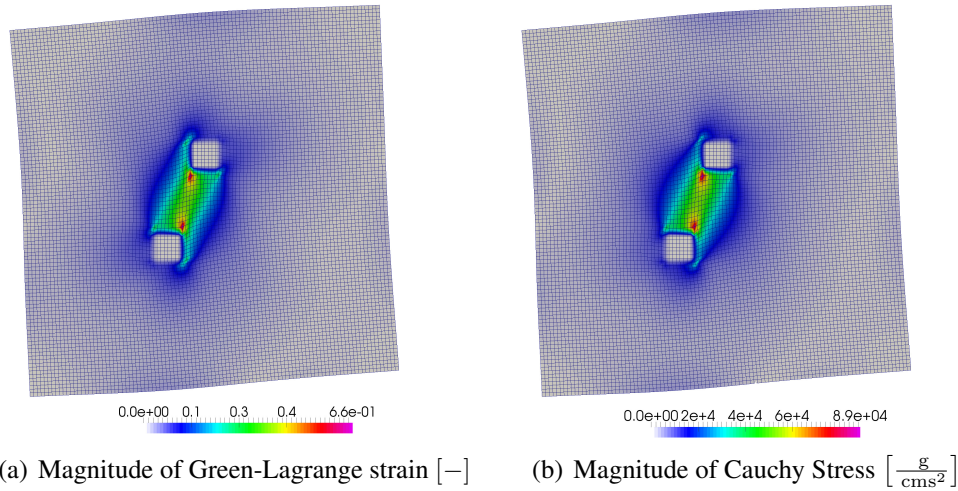 0.0e+00 0.1 0.3 0.4 6.6e-01
0.0e+00 2e+4 4e+4 6e+4 8.9e+04
(a) Magnitude of Green-Lagrange strain [−]
(b) Magnitude of Cauchy Stress [g/cms²]